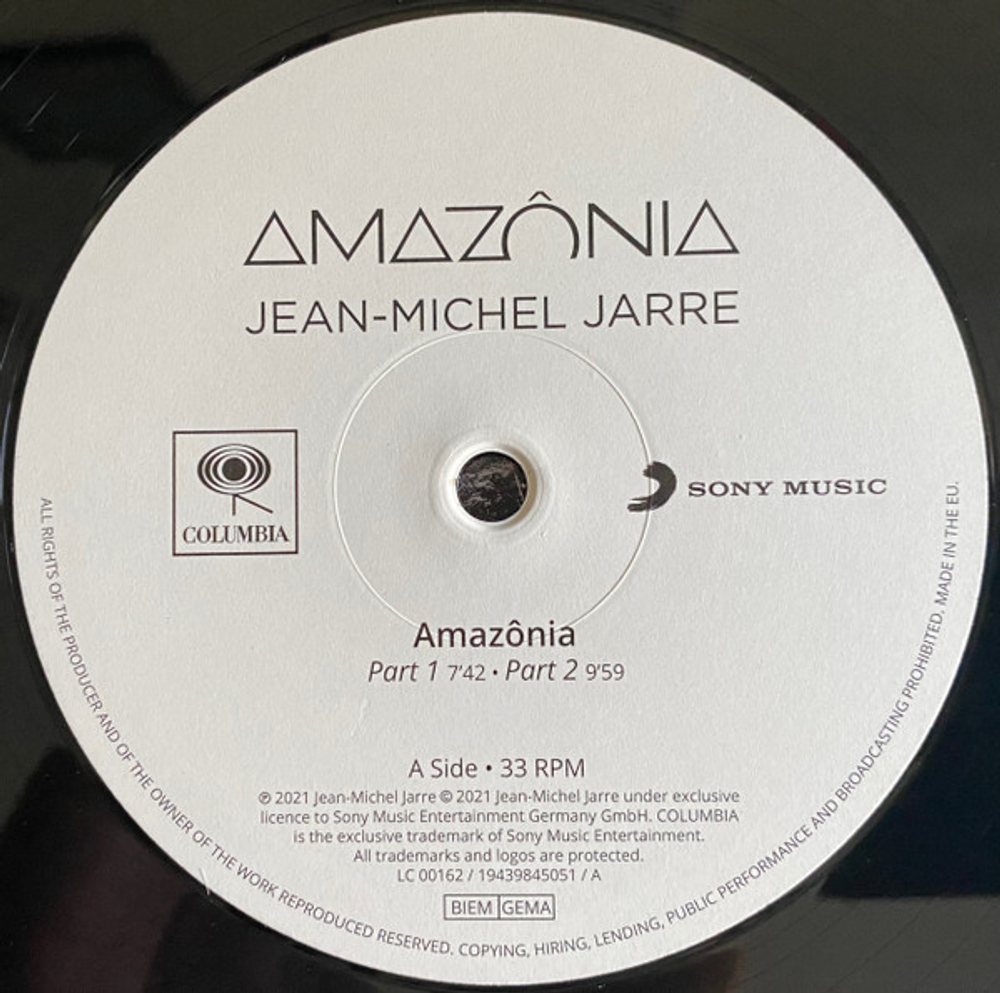 AMAZÔNIA
JEAN-MICHEL JARRE
COLUMBIA
SONY MUSIC
Amazônia
Part 1 7'42 • Part 2 9'59
A Side • 33 RPM
℗ 2021 Jean-Michel Jarre © 2021 Jean-Michel Jarre under exclusive
licence to Sony Music Entertainment Germany GmbH. COLUMBIA
is the exclusive trademark of Sony Music Entertainment.
All trademarks and logos are protected.
LC 00162 / 19439845051 / A
BIEM GEMA
ALL RIGHTS OF THE PRODUCER AND OF THE OWNER OF THE WORK REPRODUCED RESERVED. COPYING, HIRING, LENDING, PUBLIC PERFORMANCE AND BROADCASTING PROHIBITED. MADE IN THE EU.